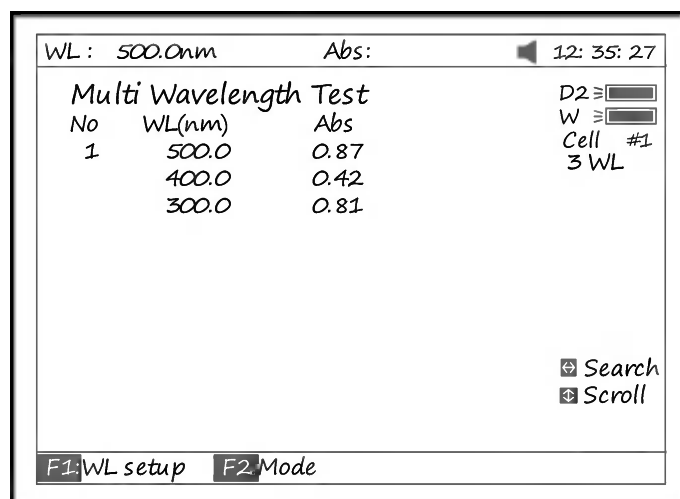 WL: 500.0nm Abs: 12:35:27
Multi Wavelength Test
No WL(nm) Abs
1 500.0 0.87
400.0 0.42
300.0 0.81
D2
W
Cell #1
3 WL
Search
Scroll
F1:WL setup F2:Mode